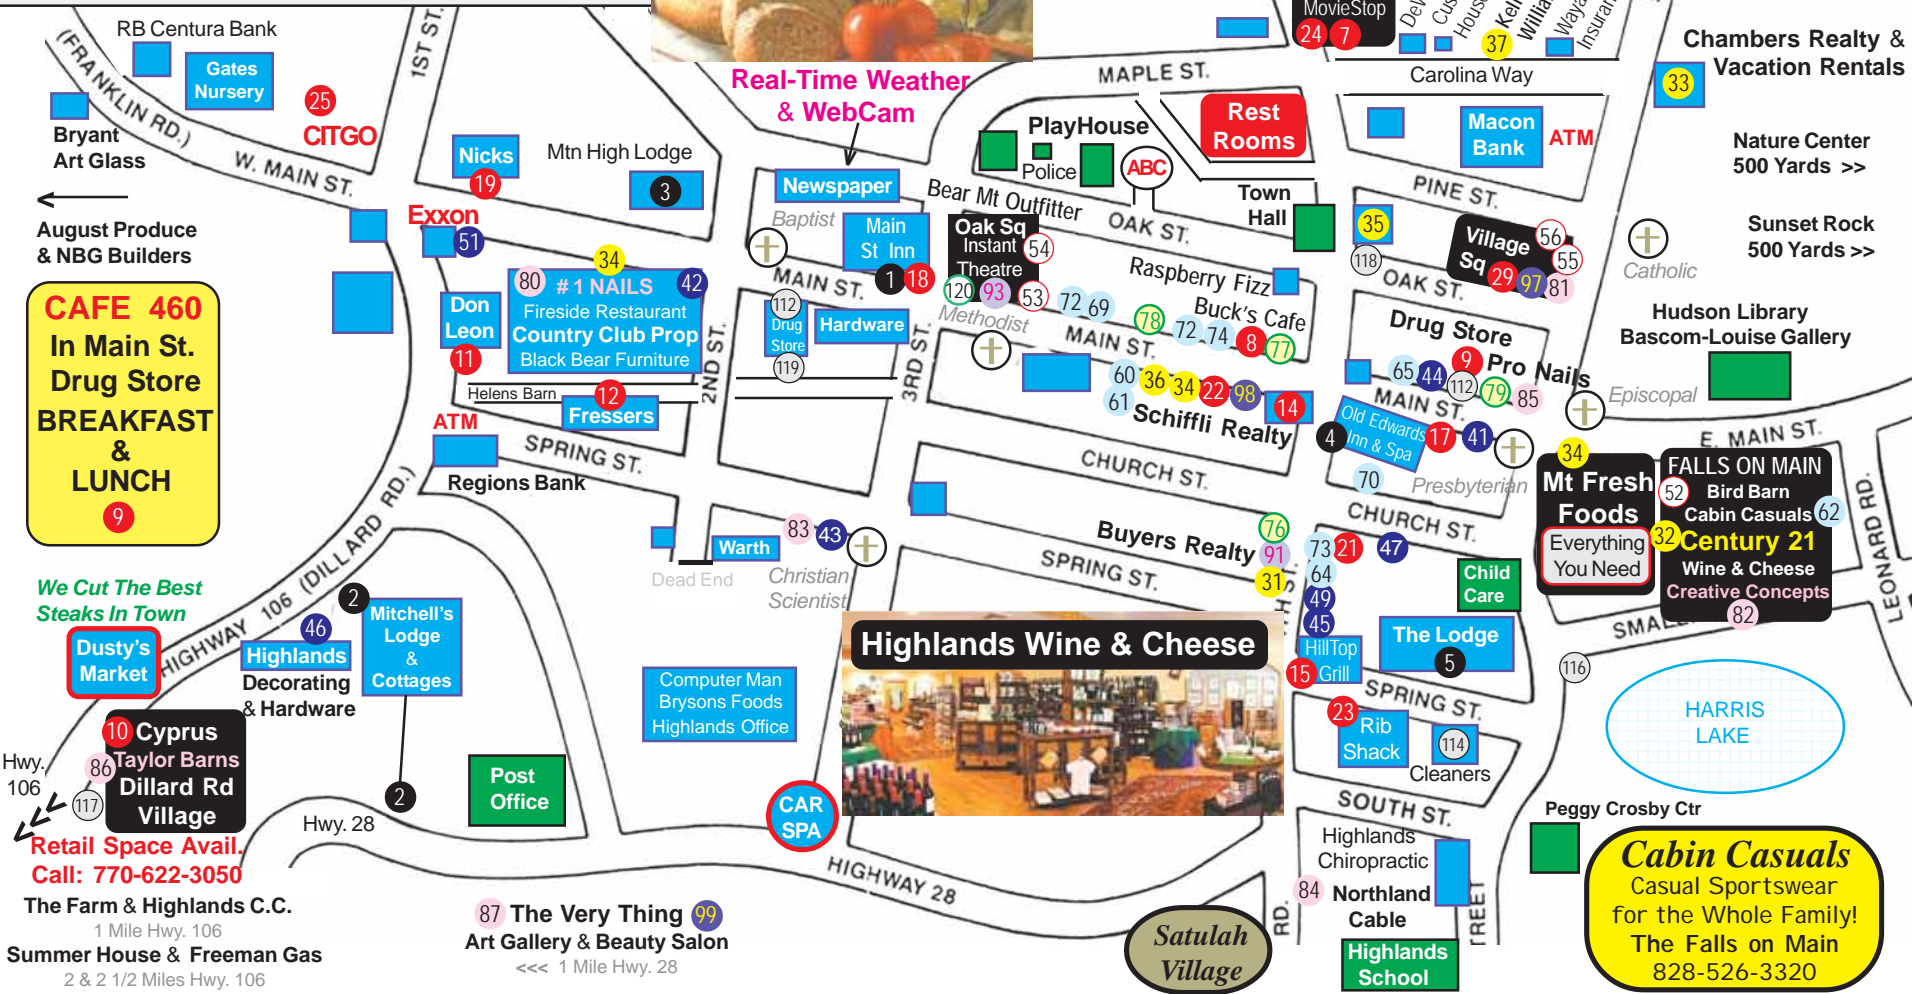 RB Centura Bank
(FRANKLIN RD.)
Gates
Nursery
25
CITGO
Bryant
Art Glass
W. MAIN ST.
1ST ST.
August Produce
& NBG Builders
CAFE 460
In Main St.
Drug Store
BREAKFAST
&
LUNCH
9
Nicks
19
Mtn High Lodge
3
Exxon
51
34
80
# 1 NAILS
42
Fireside Restaurant
Country Club Prop
Black Bear Furniture
Don
Leon
11
Helens Barn
12
Fressers
ATM
SPRING ST.
Regions Bank
2ND ST.
Real-Time Weather
& WebCam
Newspaper
Baptist
Main
St Inn
1 18
MAIN ST.
112
Drug
Store
119
Hardware
3RD ST.
Bear Mt Outfitter
Oak Sq
Instant
Theatre
54
120 93 53
Methodist
72 69
78
72 74 8 77
MAIN ST.
PlayHouse
Police
ABC
OAK ST.
Raspberry Fizz
Buck's Cafe
60 36 34 22 98
61
14
Schiffli Realty
CHURCH ST.
MAPLE ST.
Rest
Rooms
Town
Hall
MovieStop
24 7
37
Carolina Way
Macon
Bank
ATM
PINE ST.
35
118
Village
Sq
56
55
29 97 81
OAK ST.
Drug Store
9
Pro Nails
65 44 112 79 85
MAIN ST.
Old Edwards
Inn & Spa
4
17 41
70
Presbyterian
CHURCH ST.
Chambers Realty &
Vacation Rentals
33
Nature Center
500 Yards >>
Sunset Rock
500 Yards >>
Catholic
Hudson Library
Bascom-Louise Gallery
Episcopal
E. MAIN ST.
LEONARD RD.
34
Mt Fresh
Foods
Everything
You Need
FALLS ON MAIN
52
Bird Barn
Cabin Casuals
62
32
Century 21
Wine & Cheese
Creative Concepts
82
116
HARRIS
LAKE
Peggy Crosby Ctr
Cabin Casuals
Casual Sportswear
for the Whole Family!
The Falls on Main
828-526-3320
HIGHWAY 106 (DILLARD RD.)
We Cut The Best
Steaks In Town
Dusty's
Market
46
Highlands
Decorating
& Hardware
2
Mitchell's
Lodge
&
Cottages
2
10
Cyprus
86
Taylor Barns
Dillard Rd
Village
117
Hwy.
106
Retail Space Avail.
Call: 770-622-3050
The Farm & Highlands C.C.
1 Mile Hwy. 106
Summer House & Freeman Gas
2 & 2 1/2 Miles Hwy. 106
Hwy. 28
Post
Office
87 The Very Thing 99
Art Gallery & Beauty Salon
<<< 1 Mile Hwy. 28
Dead End
Warth
83 43
Christian
Scientist
Computer Man
Brysons Foods
Highlands Office
CAR
SPA
Highlands Wine & Cheese
HIGHWAY 28
SPRING ST.
Buyers Realty
76
91
31
73 21
47
64
49
45
HillTop
Grill
15
Child
Care
The Lodge
5
SPRING ST.
23
Rib
Shack
114
Cleaners
SOUTH ST.
Highlands
Chiropractic
84
Northland
Cable
Highlands
School
Satulah
Village
RD.